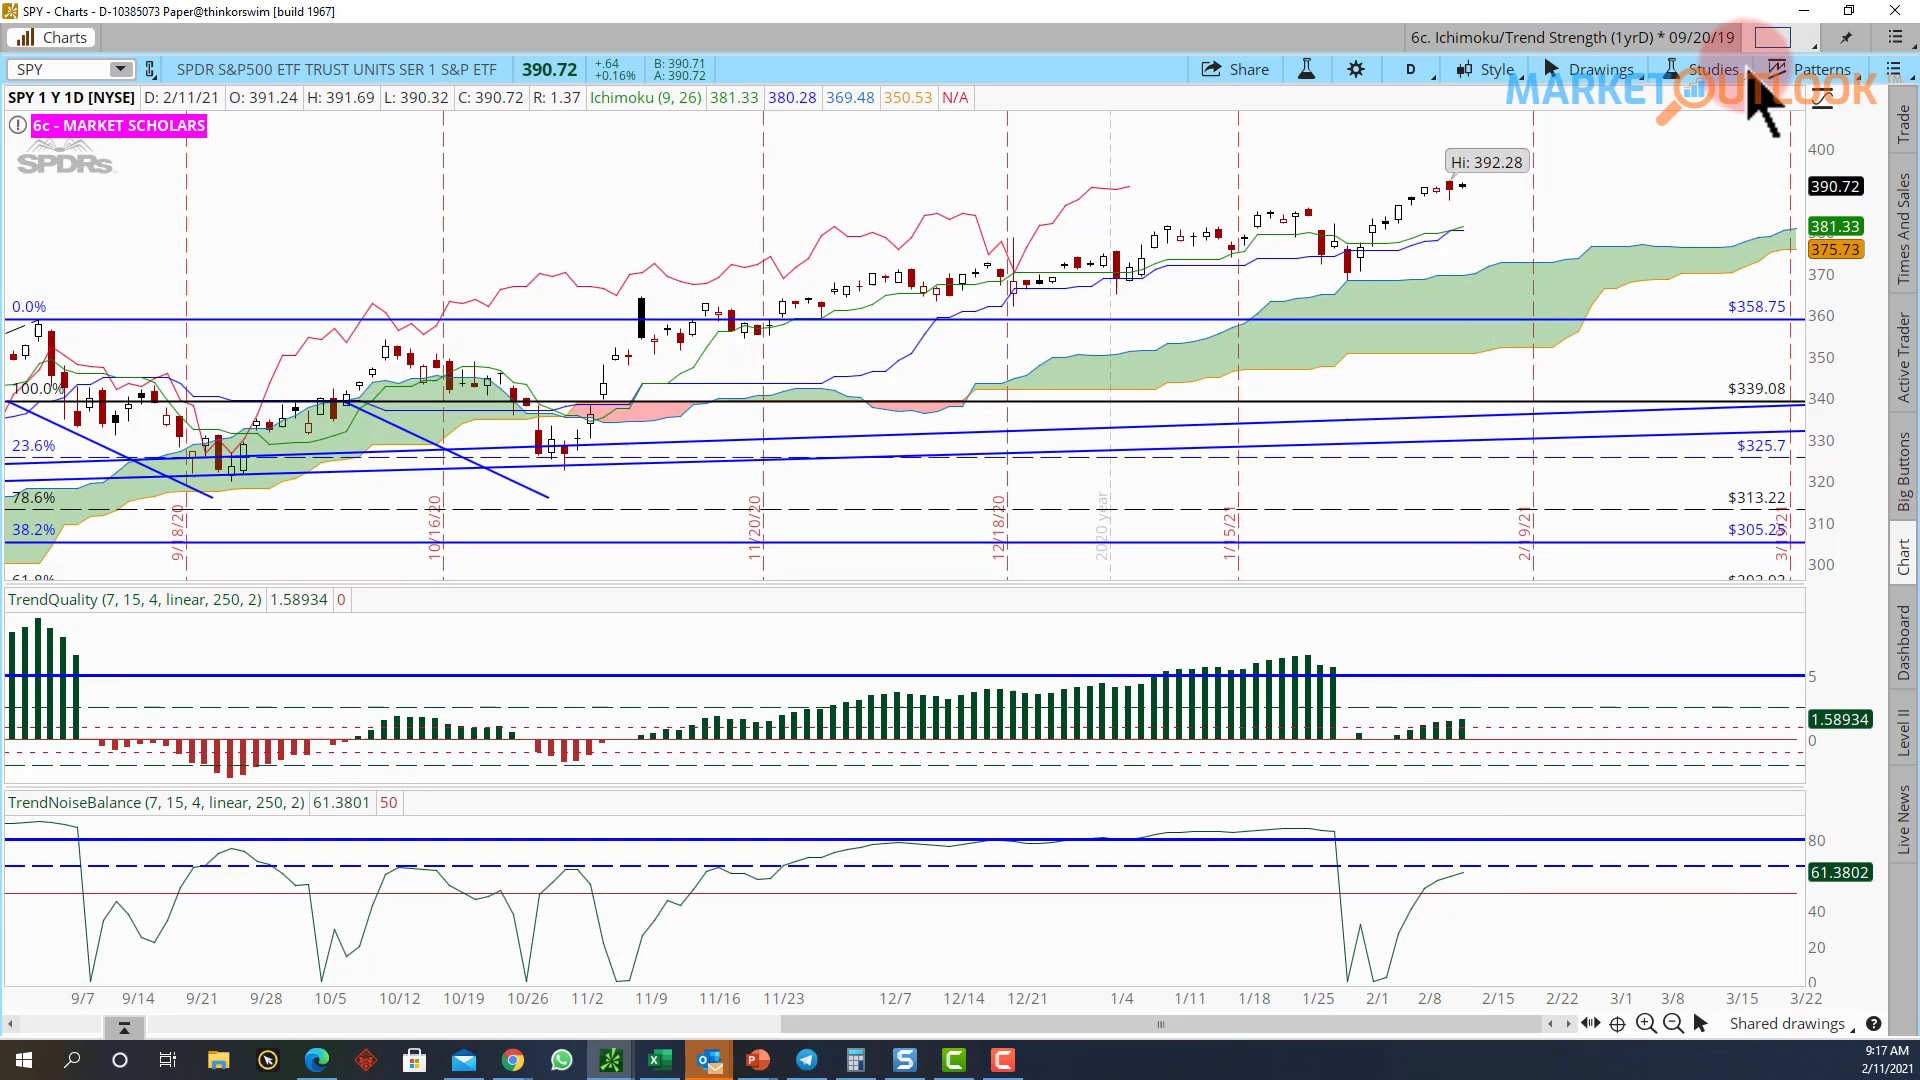 SPY - Charts - D-10385073 Paper@thinkorswim [build 1967]
Charts
6c. Ichimoku/Trend Strength (1yrD) * 09/20/19
SPY
SPDR S&P500 ETF TRUST UNITS SER 1 S&P ETF
390.72
+.64
+0.16%
B: 390.71
A: 390.72
Share
D
Style
Drawings
Studies
Patterns
MARKET OUTLOOK
SPY 1 Y 1D [NYSE]
D: 2/11/21
O: 391.24
H: 391.69
L: 390.32
C: 390.72
R: 1.37
Ichimoku (9, 26)
381.33
380.28
369.48
350.53
N/A
6c - MARKET SCHOLARS
SPDRs
Hi: 392.28
400
390.72
381.33
375.73
370
360
350
340
330
320
310
300
0.0%
$358.75
100.0%
$339.08
23.6%
$325.7
78.6%
$313.22
38.2%
$305.25
61.8%
$292.93
9/18/20
10/16/20
11/20/20
12/18/20
2020 year
1/15/21
2/19/21
TrendQuality (7, 15, 4, linear, 250, 2)
1.58934
0
5
1.58934
0
TrendNoiseBalance (7, 15, 4, linear, 250, 2)
61.3801
50
80
61.3802
40
20
0
9/7
9/14
9/21
9/28
10/5
10/12
10/19
10/26
11/2
11/9
11/16
11/23
12/7
12/14
12/21
1/4
1/11
1/18
1/25
2/1
2/8
2/15
2/22
3/1
3/8
3/15
3/22
Shared drawings
Trade
Times And Sales
Active Trader
Big Buttons
Chart
Dashboard
Level II
Live News
9:17 AM
2/11/2021